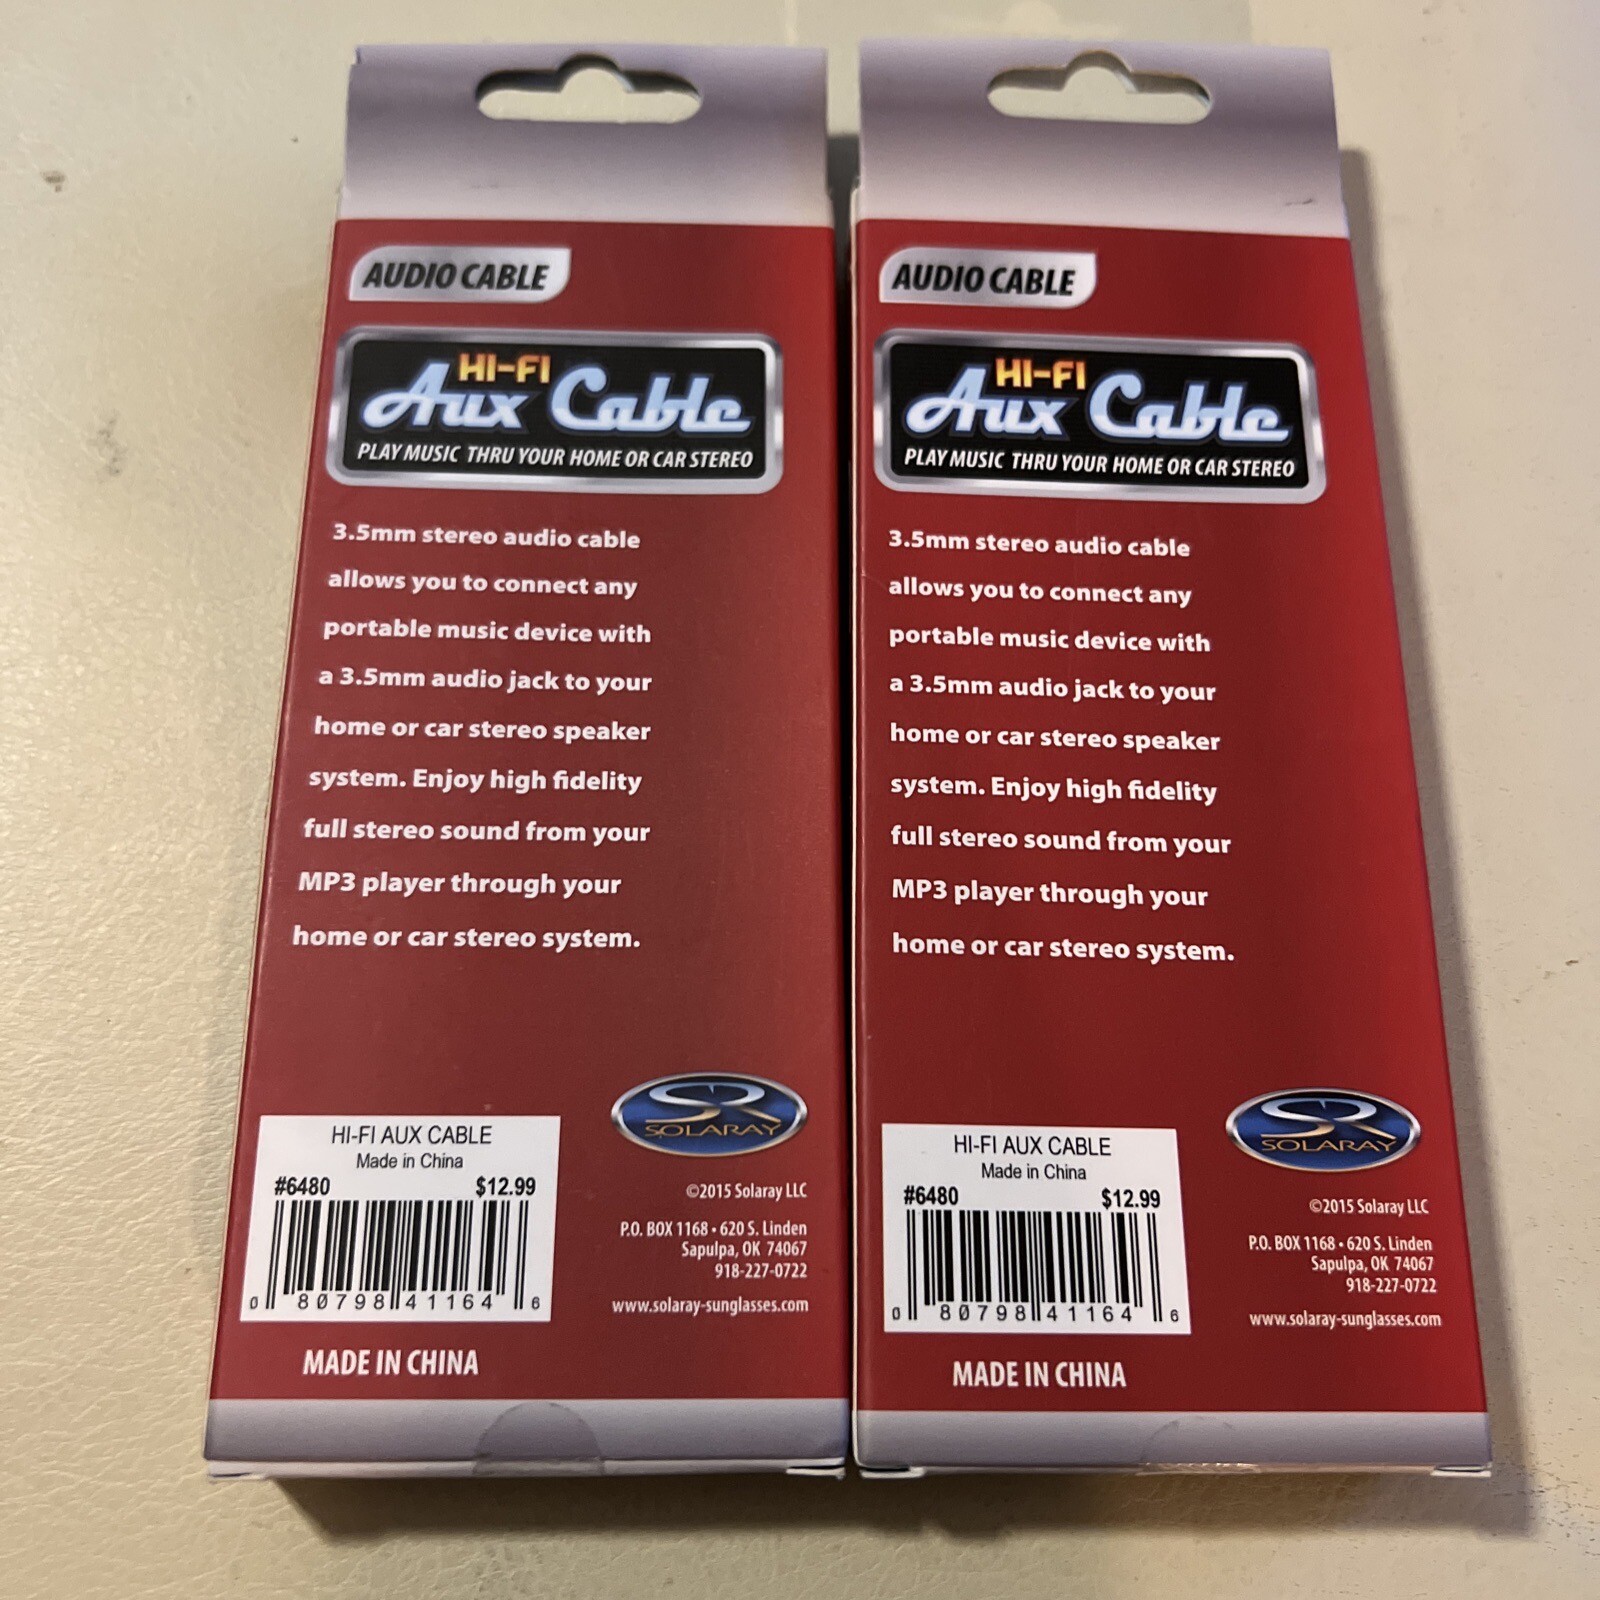 AUDIO CABLE
HI-FI
Aux Cable
PLAY MUSIC THRU YOUR HOME OR CAR STEREO
3.5mm stereo audio cable
allows you to connect any
portable music device with
a 3.5mm audio jack to your
home or car stereo speaker
system. Enjoy high fidelity
full stereo sound from your
MP3 player through your
home or car stereo system.
SR
SOLARAY
HI-FI AUX CABLE
Made in China
#6480 $12.99
0 80798 41164 6
©2015 Solaray LLC
P.O. BOX 1168 • 620 S. Linden
Sapulpa, OK 74067
918-227-0722
www.solaray-sunglasses.com
MADE IN CHINA
AUDIO CABLE
HI-FI
Aux Cable
PLAY MUSIC THRU YOUR HOME OR CAR STEREO
3.5mm stereo audio cable
allows you to connect any
portable music device with
a 3.5mm audio jack to your
home or car stereo speaker
system. Enjoy high fidelity
full stereo sound from your
MP3 player through your
home or car stereo system.
SR
SOLARAY
HI-FI AUX CABLE
Made in China
#6480 $12.99
0 80798 41164 6
©2015 Solaray LLC
P.O. BOX 1168 • 620 S. Linden
Sapulpa, OK 74067
918-227-0722
www.solaray-sunglasses.com
MADE IN CHINA